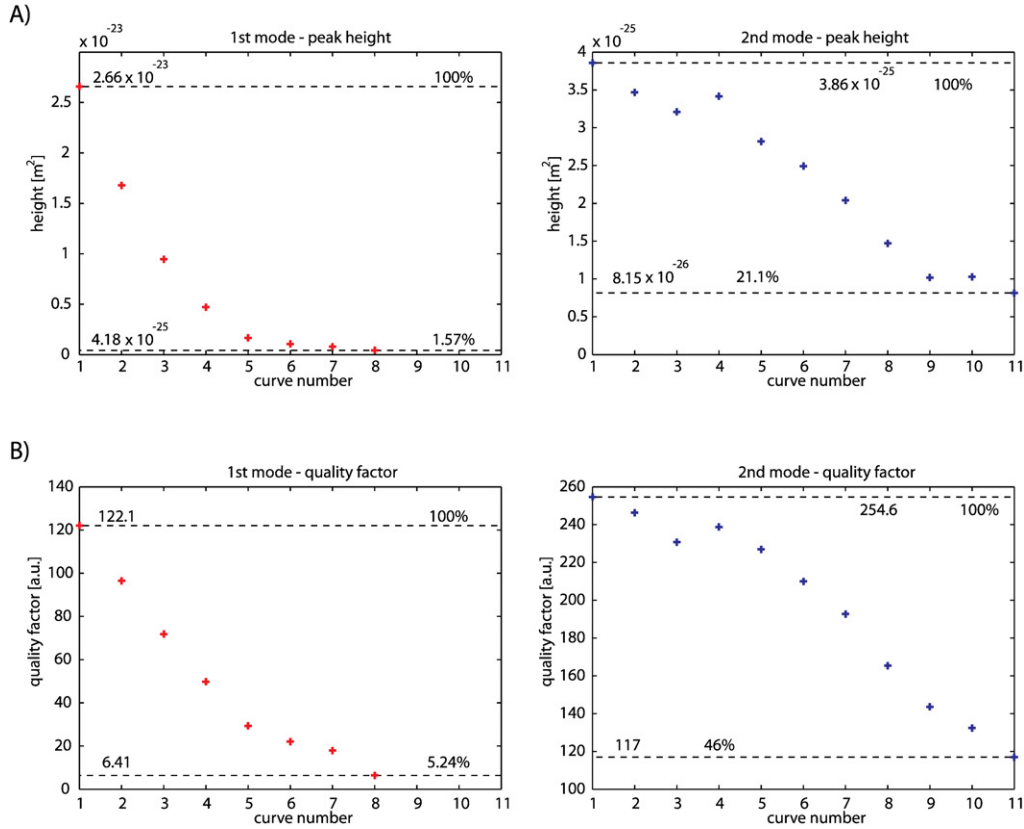 A)
x 10-23
1st mode - peak height
2.66 x 10-23
100%
2.5
2
1.5
1
0.5
0
height [m2]
4.18 x 10-25
1.57%
1 2 3 4 5 6 7 8 9 10 11
curve number
x 10-25
2nd mode - peak height
4
3.5
3
2.5
2
1.5
1
0.5
0
height [m2]
3.86 x 10-25
100%
8.15 x 10-26
21.1%
1 2 3 4 5 6 7 8 9 10 11
curve number
B)
1st mode - quality factor
140
120
100
80
60
40
20
0
quality factor [a.u.]
122.1
100%
6.41
5.24%
1 2 3 4 5 6 7 8 9 10 11
curve number
2nd mode - quality factor
260
240
220
200
180
160
140
120
100
quality factor [a.u.]
254.6
100%
117
46%
1 2 3 4 5 6 7 8 9 10 11
curve number